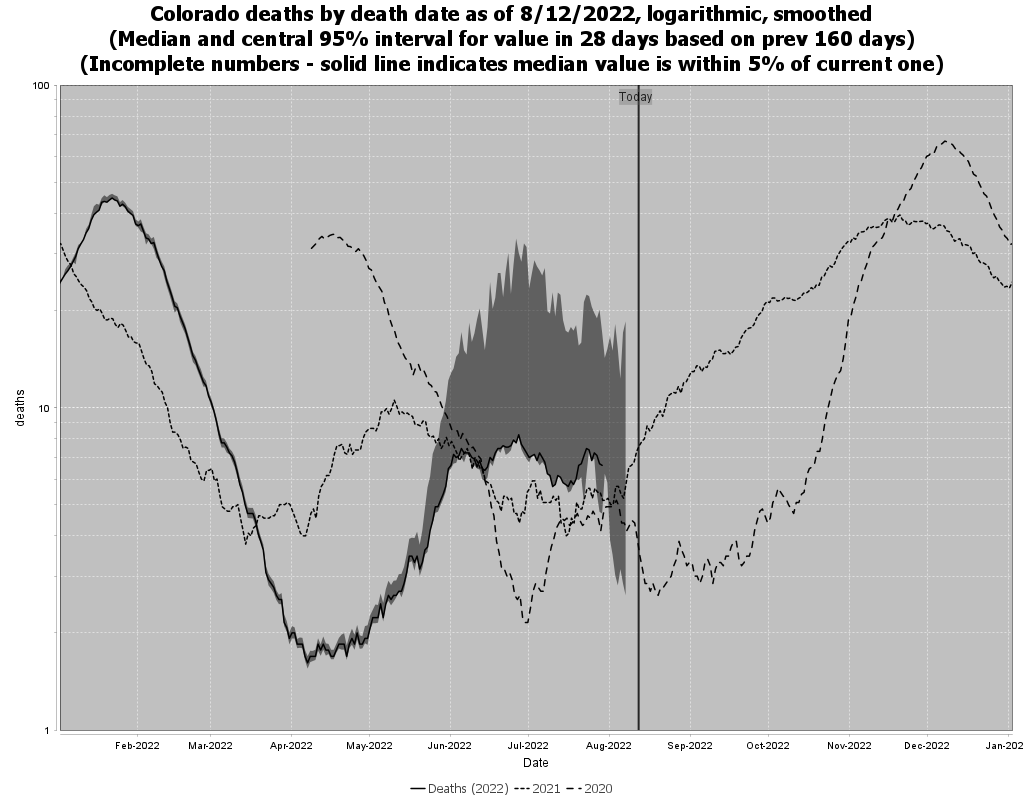 Colorado deaths by death date as of 8/12/2022, logarithmic, smoothed
(Median and central 95% interval for value in 28 days based on prev 160 days)
(Incomplete numbers - solid line indicates median value is within 5% of current one)
Today
100
10
1
deaths
Feb-2022 Mar-2022 Apr-2022 May-2022 Jun-2022 Jul-2022 Aug-2022 Sep-2022 Oct-2022 Nov-2022 Dec-2022 Jan-202
Date
Deaths (2022) 2021 2020